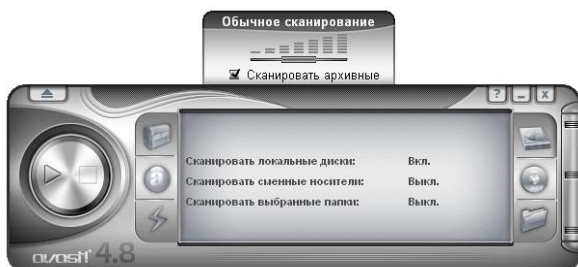 Обычное сканирование
Сканировать архивные
? _ x
Сканировать локальные диски: Вкл.
a
Сканировать сменные носители: Выкл.
Сканировать выбранные папки: Выкл.
avast! 4.8